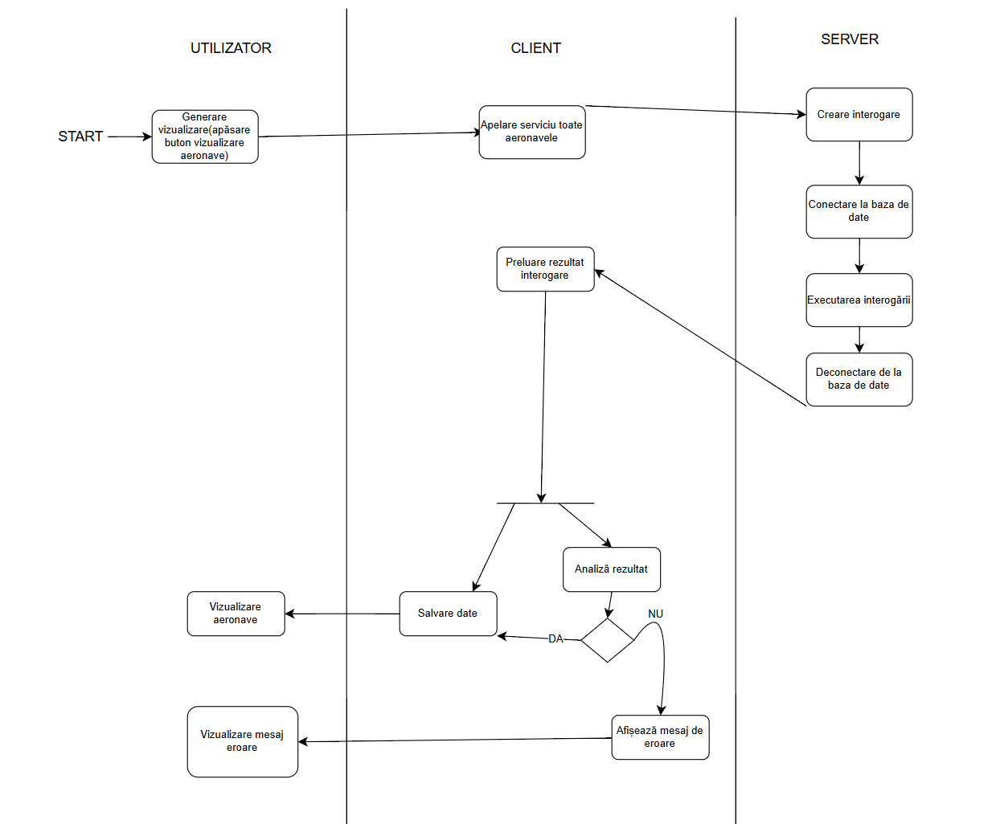 UTILIZATOR
CLIENT
SERVER
START
Generare
vizualizare(apăsare
buton vizualizare
aeronave)
Apelare serviciu toate
aeronavele
Creare interogare
Conectare la baza de
date
Preluare rezultat
interogare
Executarea interogării
Deconectare de la
baza de date
Analiză rezultat
Vizualizare
aeronave
Salvare date
NU
DA
Vizualizare mesaj
eroare
Afișează mesaj de
eroare